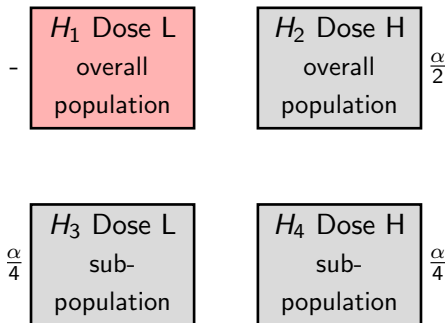 H₁ Dose L
overall
population
-
H₂ Dose H
overall
population
α/2
H₃ Dose L
sub-
population
α/4
H₄ Dose H
sub-
population
α/4